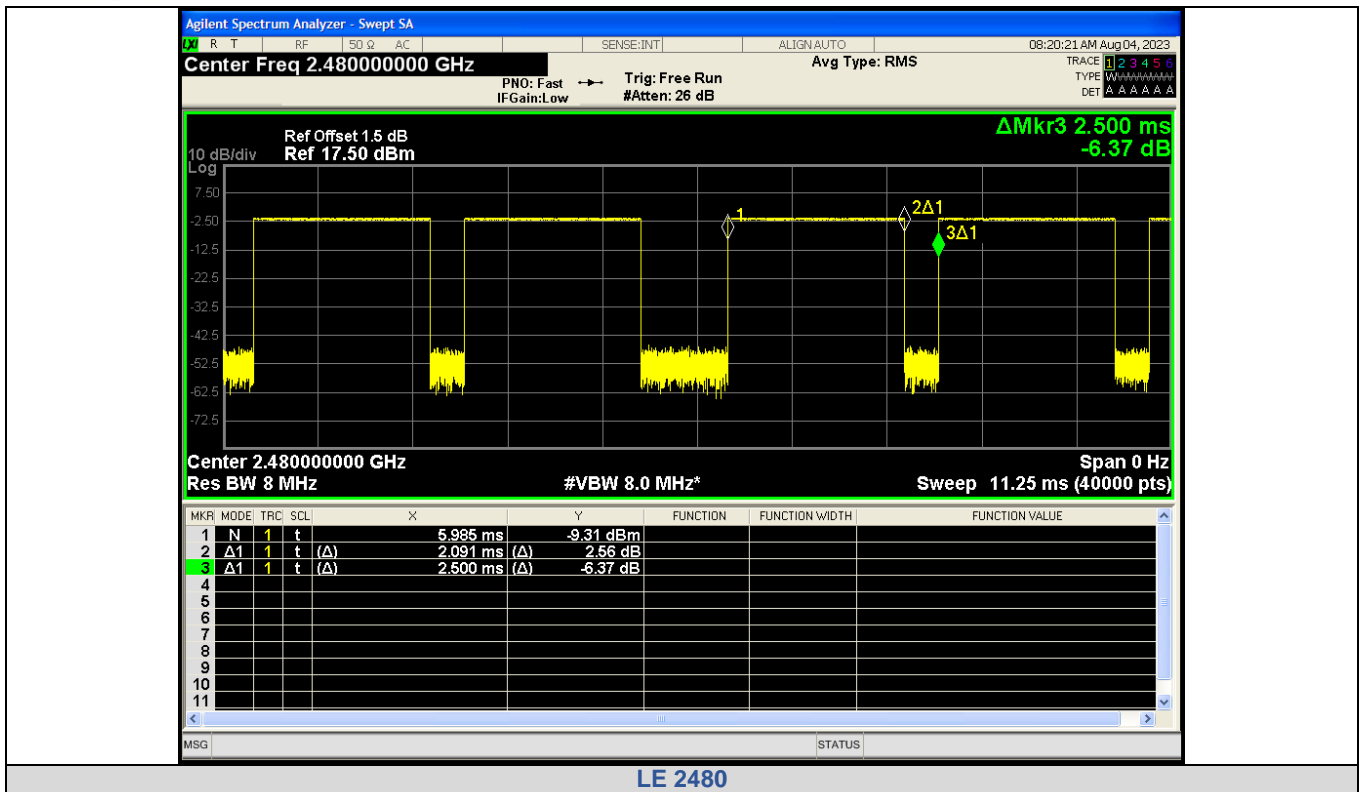 Agilent Spectrum Analyzer - Swept SA
LXI R T RF 50 Ω AC SENSE:INT ALIGN AUTO 08:20:21 AM Aug 04, 2023
Center Freq 2.480000000 GHz Avg Type: RMS TRACE 1 2 3 4 5 6
PNO: Fast Trig: Free Run TYPE WWWWWW
IFGain:Low #Atten: 26 dB DET A A A A A A
ΔMkr3 2.500 ms
Ref Offset 1.5 dB
10 dB/div Ref 17.50 dBm -6.37 dB
Log
7.50
-2.50
-12.5
-22.5
-32.5
-42.5
-52.5
-62.5
-72.5
1
2Δ1
3Δ1
Center 2.480000000 GHz Span 0 Hz
Res BW 8 MHz #VBW 8.0 MHz* Sweep 11.25 ms (40000 pts)
MKR MODE TRC SCL X Y FUNCTION FUNCTION WIDTH FUNCTION VALUE
1 N 1 t 5.985 ms -9.31 dBm
2 Δ1 1 t (Δ) 2.091 ms (Δ) 2.56 dB
3 Δ1 1 t (Δ) 2.500 ms (Δ) -6.37 dB
4
5
6
7
8
9
10
11
MSG STATUS
LE 2480